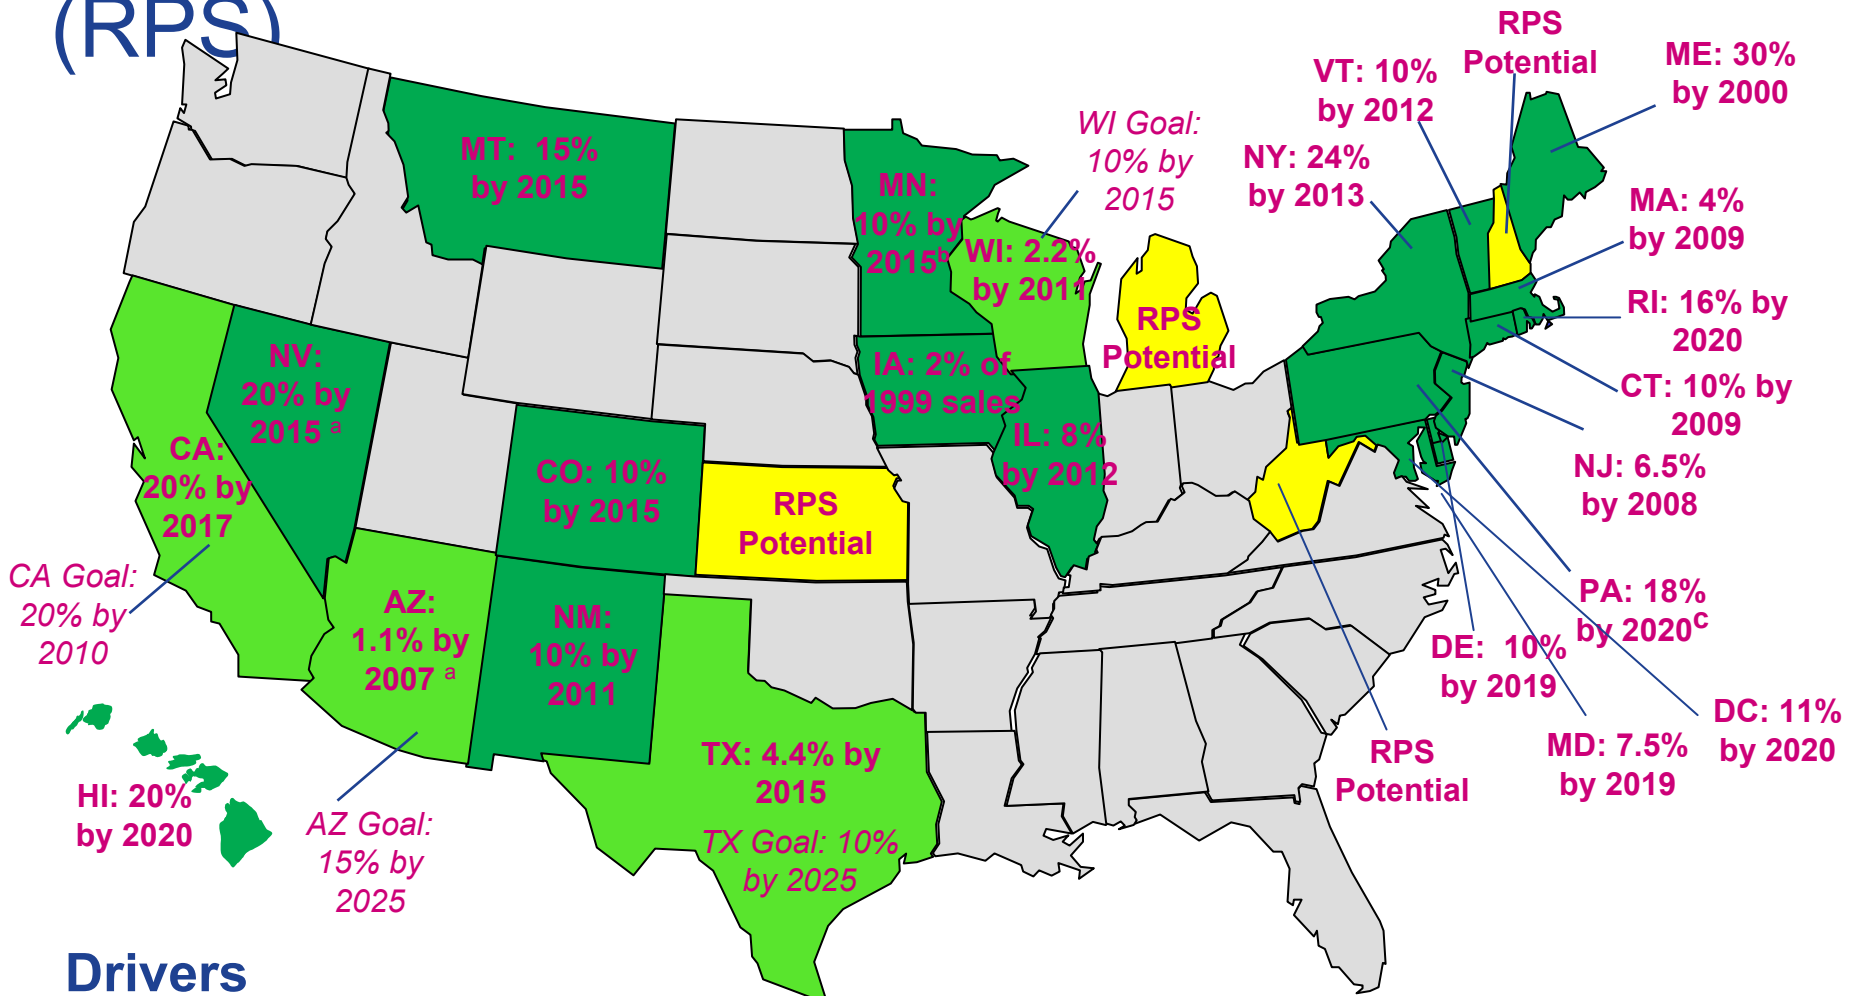 (RPS)
RPS
Potential
ME: 30%
by 2000
VT: 10%
by 2012
WI Goal:
10% by
2015
NY: 24%
by 2013
MT:  15%
by 2015
MN:
10% by
2015b
MA: 4%
by 2009
WI: 2.2%
by 2011
RI: 16% by
2020
RPS
Potential
NV:
20% by
2015 a
IA: 2% of
1999 sales
CT: 10% by
2009
CA:
20% by
2017
IL: 8%
by 2012
CO: 10%
by 2015
RPS
Potential
NJ: 6.5%
by 2008
CA Goal:
20% by
2010
AZ:
1.1% by
2007 a
NM:
10% by
2011
PA: 18%
by 2020c
DE:  10%
by 2019
DC: 11%
by 2020
MD: 7.5%
by 2019
RPS
Potential
TX: 4.4% by
2015
TX Goal: 10%
by 2025
HI: 20%
by 2020
AZ Goal:
15% by
2025
Drivers